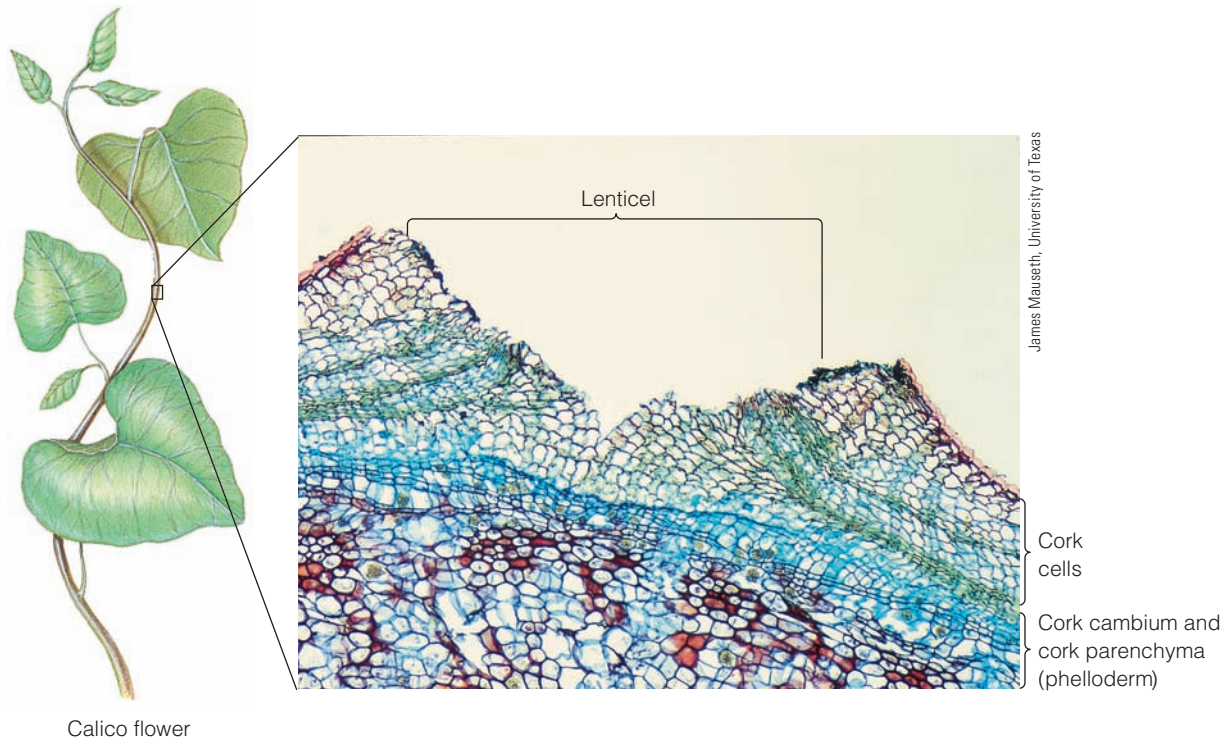 Lenticel
James Mauseth, University of Texas
Cork
cells
Cork cambium and
cork parenchyma
(phelloderm)
Calico flower